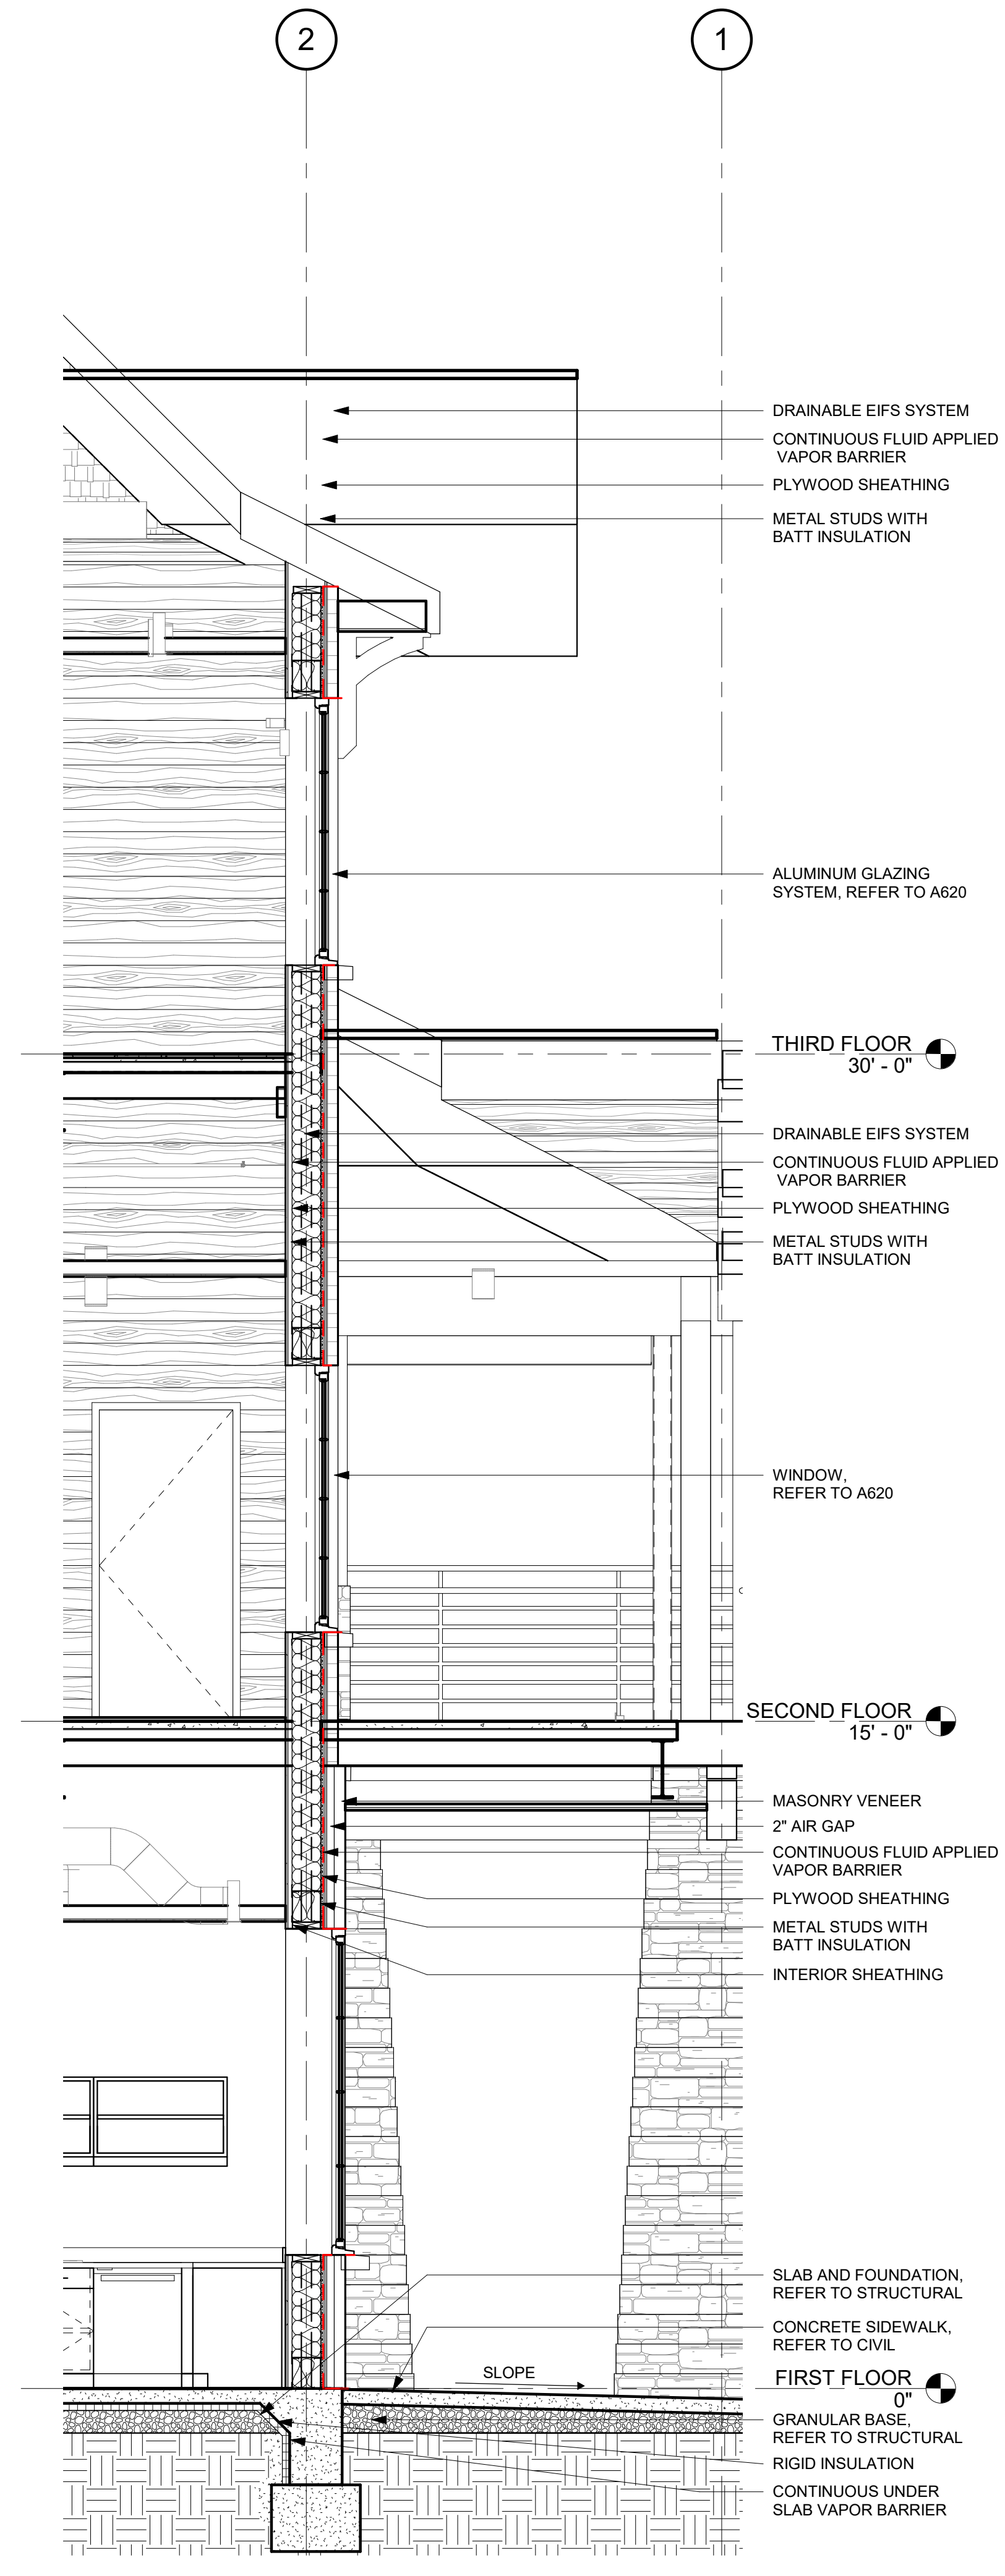 2
1
DRAINABLE EIFS SYSTEM
CONTINUOUS FLUID APPLIED
VAPOR BARRIER
PLYWOOD SHEATHING
METAL STUDS WITH
BATT INSULATION
ALUMINUM GLAZING
SYSTEM, REFER TO A620
THIRD FLOOR
30' - 0"
DRAINABLE EIFS SYSTEM
CONTINUOUS FLUID APPLIED
VAPOR BARRIER
PLYWOOD SHEATHING
METAL STUDS WITH
BATT INSULATION
WINDOW,
REFER TO A620
SECOND FLOOR
15' - 0"
MASONRY VENEER
2" AIR GAP
CONTINUOUS FLUID APPLIED
VAPOR BARRIER
PLYWOOD SHEATHING
METAL STUDS WITH
BATT INSULATION
INTERIOR SHEATHING
SLAB AND FOUNDATION,
REFER TO STRUCTURAL
CONCRETE SIDEWALK,
REFER TO CIVIL
SLOPE
FIRST FLOOR
0"
GRANULAR BASE,
REFER TO STRUCTURAL
RIGID INSULATION
CONTINUOUS UNDER
SLAB VAPOR BARRIER